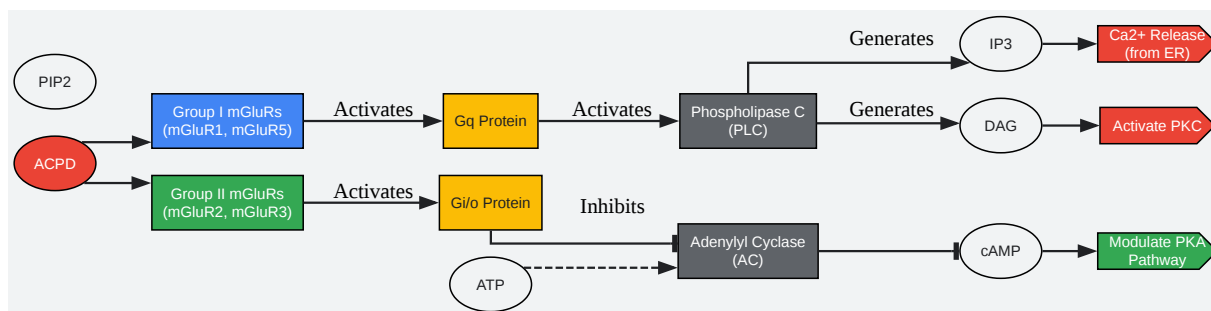 Generates
IP3
Ca2+ Release
(from ER)
PIP2
Group I mGluRs
(mGluR1, mGluR5)
Activates
Gq Protein
Activates
Phospholipase C
(PLC)
Generates
DAG
Activate PKC
ACPD
Group II mGluRs
(mGluR2, mGluR3)
Activates
Gi/o Protein
Inhibits
Adenylyl Cyclase
(AC)
cAMP
Modulate PKA
Pathway
ATP